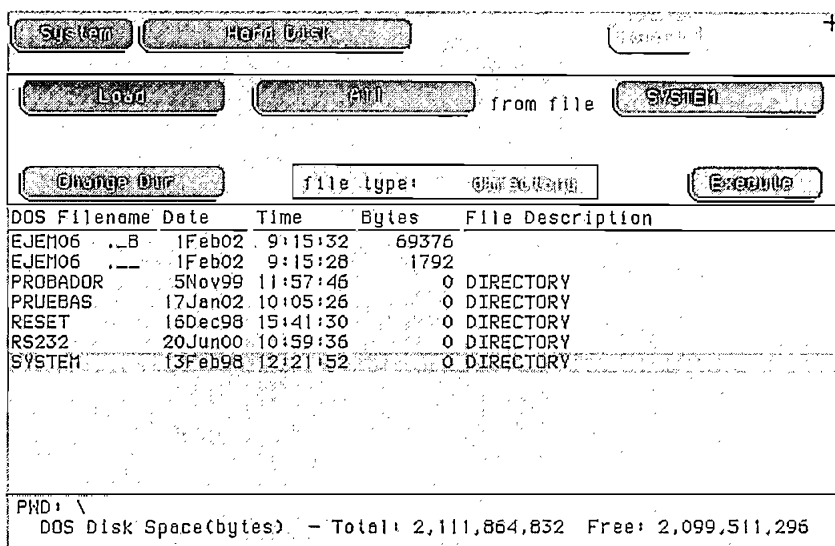 System Hard Disk
Load All from file SYSTEM
Change Dir file type: Execute
DOS Filename Date Time Bytes File Description
EJEM06 ._B 1Feb02 9:15:32 69376
EJEM06 .__ 1Feb02 9:15:28 1792
PROBADOR 5Nov99 11:57:46 0 DIRECTORY
PRUEBAS 17Jan02 10:05:26 0 DIRECTORY
RESET 16Dec98 15:41:30 0 DIRECTORY
RS232 20Jun00 10:59:36 0 DIRECTORY
SYSTEM 13Feb98 12:21:52 0 DIRECTORY
PWD: \
DOS Disk Space(bytes) - Total: 2,111,864,832 Free: 2,099,511,296